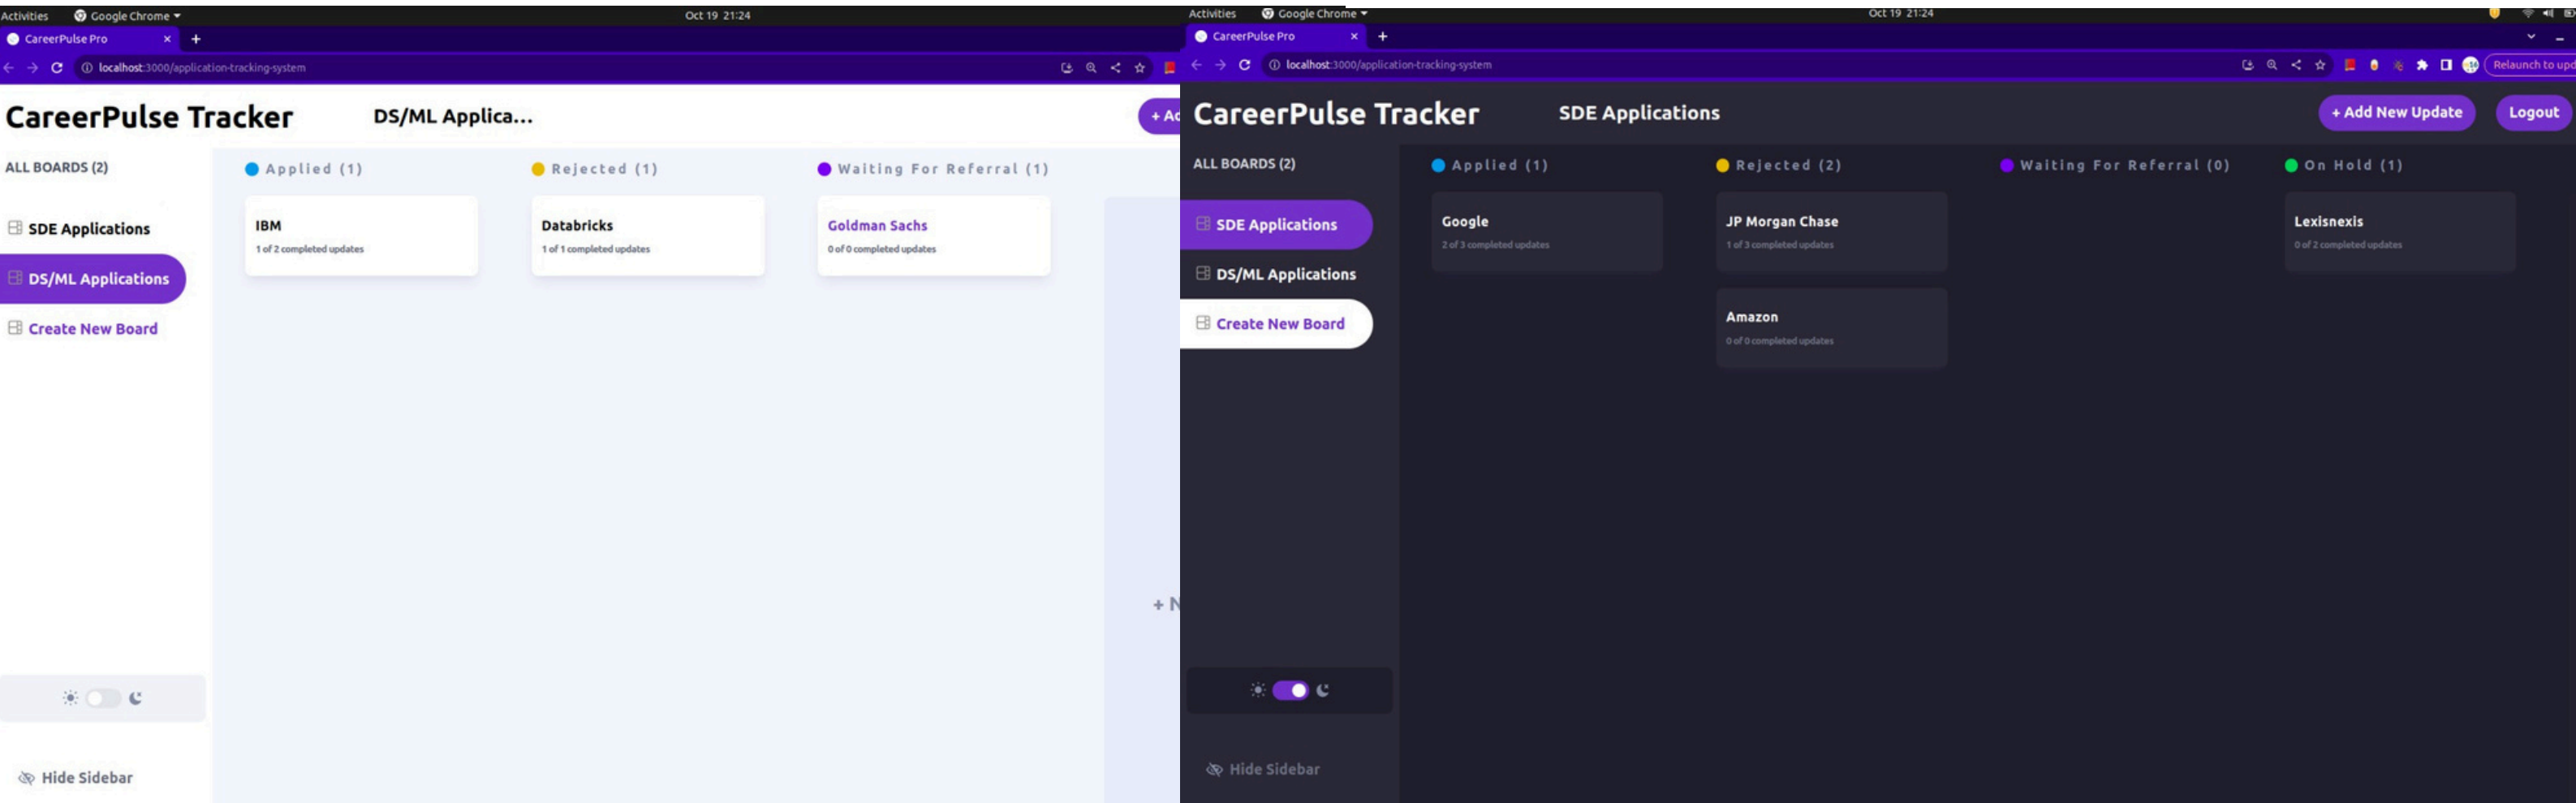 Activities Google Chrome Oct 19 21:24
CareerPulse Pro × +
localhost:3000/application-tracking-system
CareerPulse Tracker DS/ML Applica... + Ad
ALL BOARDS (2)
SDE Applications
DS/ML Applications
Create New Board
Applied (1) Rejected (1) Waiting For Referral (1)
IBM
1 of 2 completed updates
Databricks
1 of 1 completed updates
Goldman Sachs
0 of 0 completed updates
+ N
Hide Sidebar
Activities Google Chrome Oct 19 21:24
CareerPulse Pro × +
localhost:3000/application-tracking-system Relaunch to upd
CareerPulse Tracker SDE Applications + Add New Update Logout
ALL BOARDS (2)
SDE Applications
DS/ML Applications
Create New Board
Applied (1) Rejected (2) Waiting For Referral (0) On Hold (1)
Google
2 of 3 completed updates
JP Morgan Chase
1 of 3 completed updates
Amazon
0 of 0 completed updates
Lexisnexis
0 of 2 completed updates
Hide Sidebar